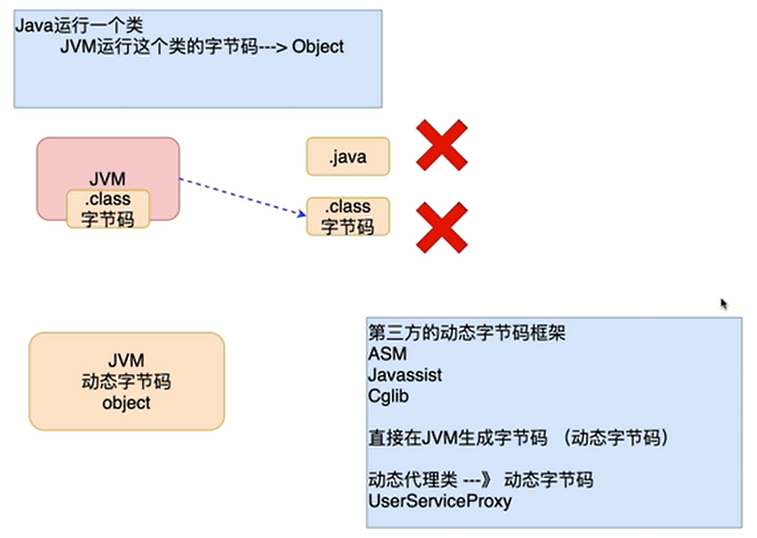 Java运行一个类
JVM运行这个类的字节码---> Object
JVM
.class
字节码
.java
.class
字节码
JVM
动态字节码
object
第三方的动态字节码框架
ASM
Javassist
Cglib
直接在JVM生成字节码 （动态字节码）
动态代理类 ---》 动态字节码
UserServiceProxy